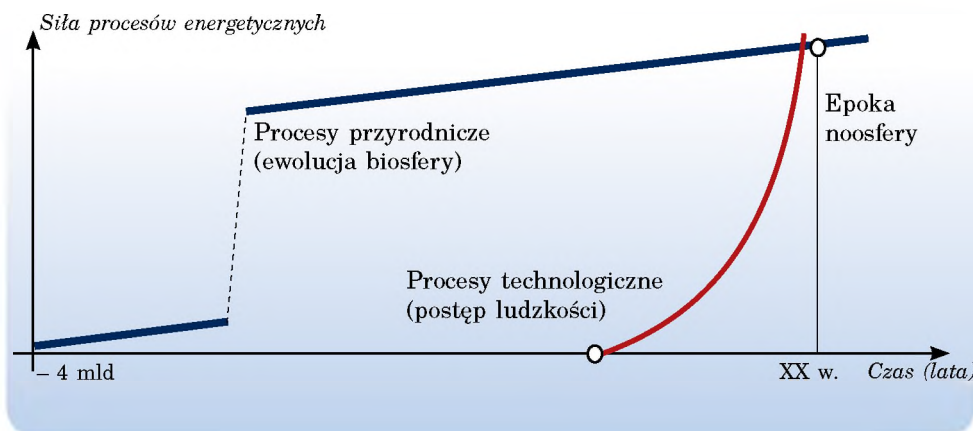 Siła procesów energetycznych
Procesy przyrodnicze
(ewolucja biosfery)
Epoka
noosfery
Procesy technologiczne
(postęp ludzkości)
– 4 mld
XX w.
Czas (lata)